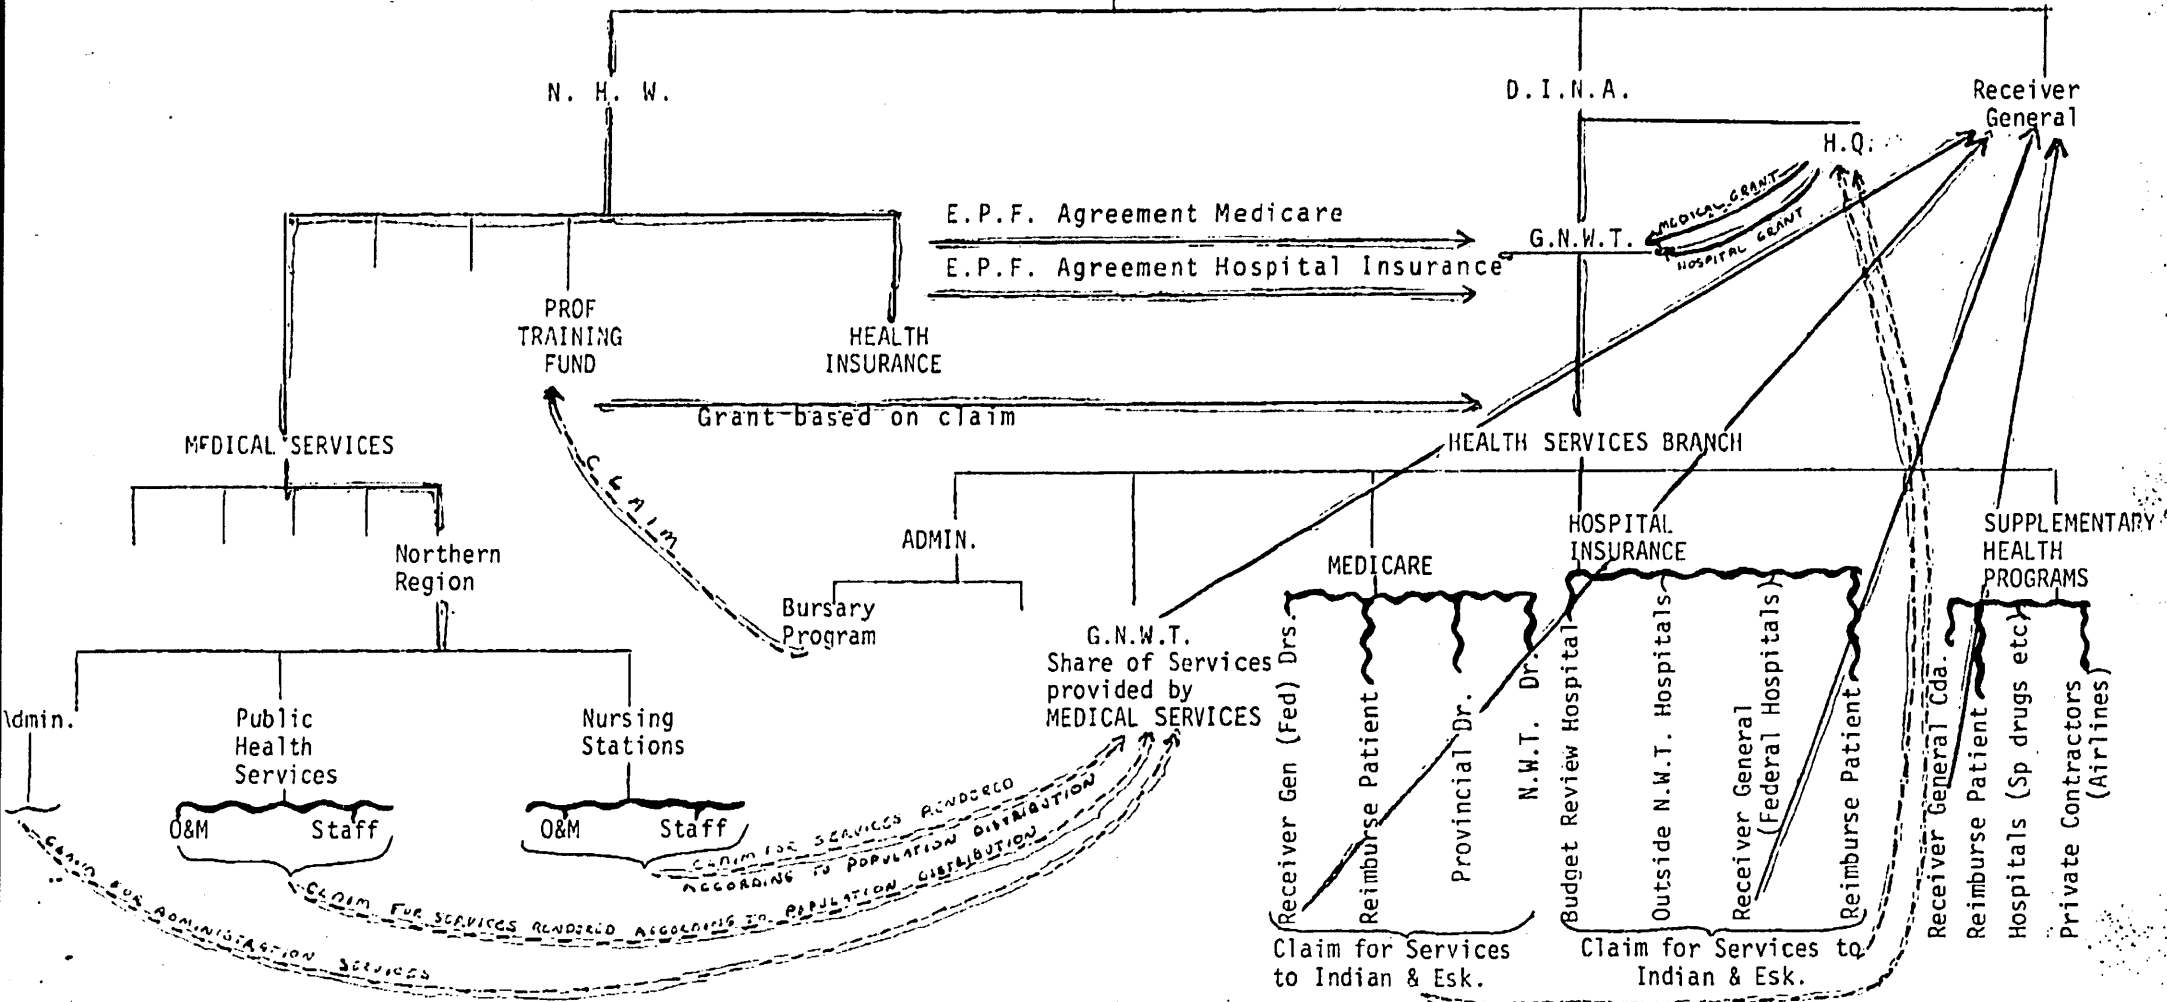 N. H. W.
D.I.N.A.
Receiver
General
H.Q.
MEDICAL GRANT
HOSPITAL GRANT
E.P.F. Agreement Medicare
G.N.W.T.
E.P.F. Agreement Hospital Insurance
PROF
TRAINING
FUND
HEALTH
INSURANCE
Grant based on claim
MEDICAL SERVICES
HEALTH SERVICES BRANCH
CLAIM
Northern
Region
ADMIN.
MEDICARE
HOSPITAL
INSURANCE
SUPPLEMENTARY
HEALTH
PROGRAMS
Bursary
Program
G.N.W.T.
Share of Services
provided by
MEDICAL SERVICES
Admin.
Public
Health
Services
Nursing
Stations
O&M
Staff
O&M
Staff
CLAIM FOR SERVICES RENDERED
ACCORDING TO POPULATION DISTRIBUTION
CLAIM FOR SERVICES RENDERED ACCORDING TO POPULATION DISTRIBUTION
CLAIM FOR ADMINISTRATION SERVICES
Receiver Gen (Fed) Drs.
Reimburse Patient
Provincial Dr.
N.W.T. Dr.
Budget Review Hospital
Outside N.W.T. Hospitals
Receiver General
(Federal Hospitals)
Reimburse Patient
Receiver General Cda.
Reimburse Patient
Hospitals (Sp drugs etc)
Private Contractors
(Airlines)
Claim for Services
to Indian & Esk.
Claim for Services to
Indian & Esk.